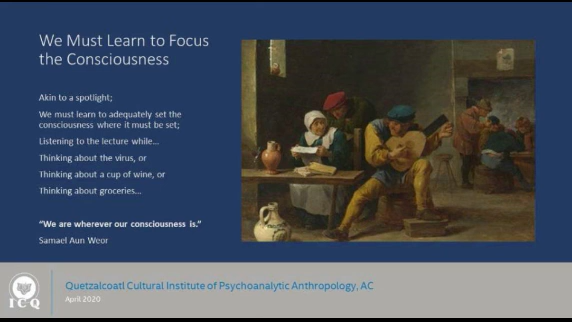 We Must Learn to Focus
the Consciousness
Akin to a spotlight;
We must learn to adequately set the
consciousness where it must be set;
Listening to the lecture while...
Thinking about the virus, or
Thinking about a cup of wine, or
Thinking about groceries...
“We are wherever our consciousness is.”
Samael Aun Weor
Quetzalcoatl Cultural Institute of Psychoanalytic Anthropology, AC
April 2020
ICQ